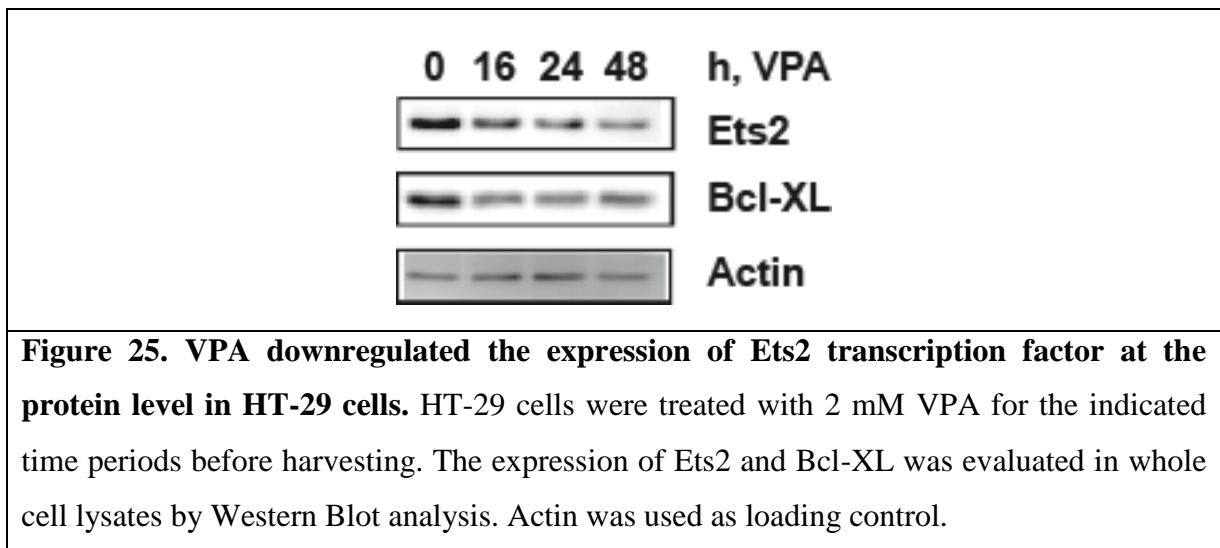 0 16 24 48 h, VPA
Ets2
Bcl-XL
Actin
Figure 25. VPA downregulated the expression of Ets2 transcription factor at the
protein level in HT-29 cells. HT-29 cells were treated with 2 mM VPA for the indicated
time periods before harvesting. The expression of Ets2 and Bcl-XL was evaluated in whole
cell lysates by Western Blot analysis. Actin was used as loading control.